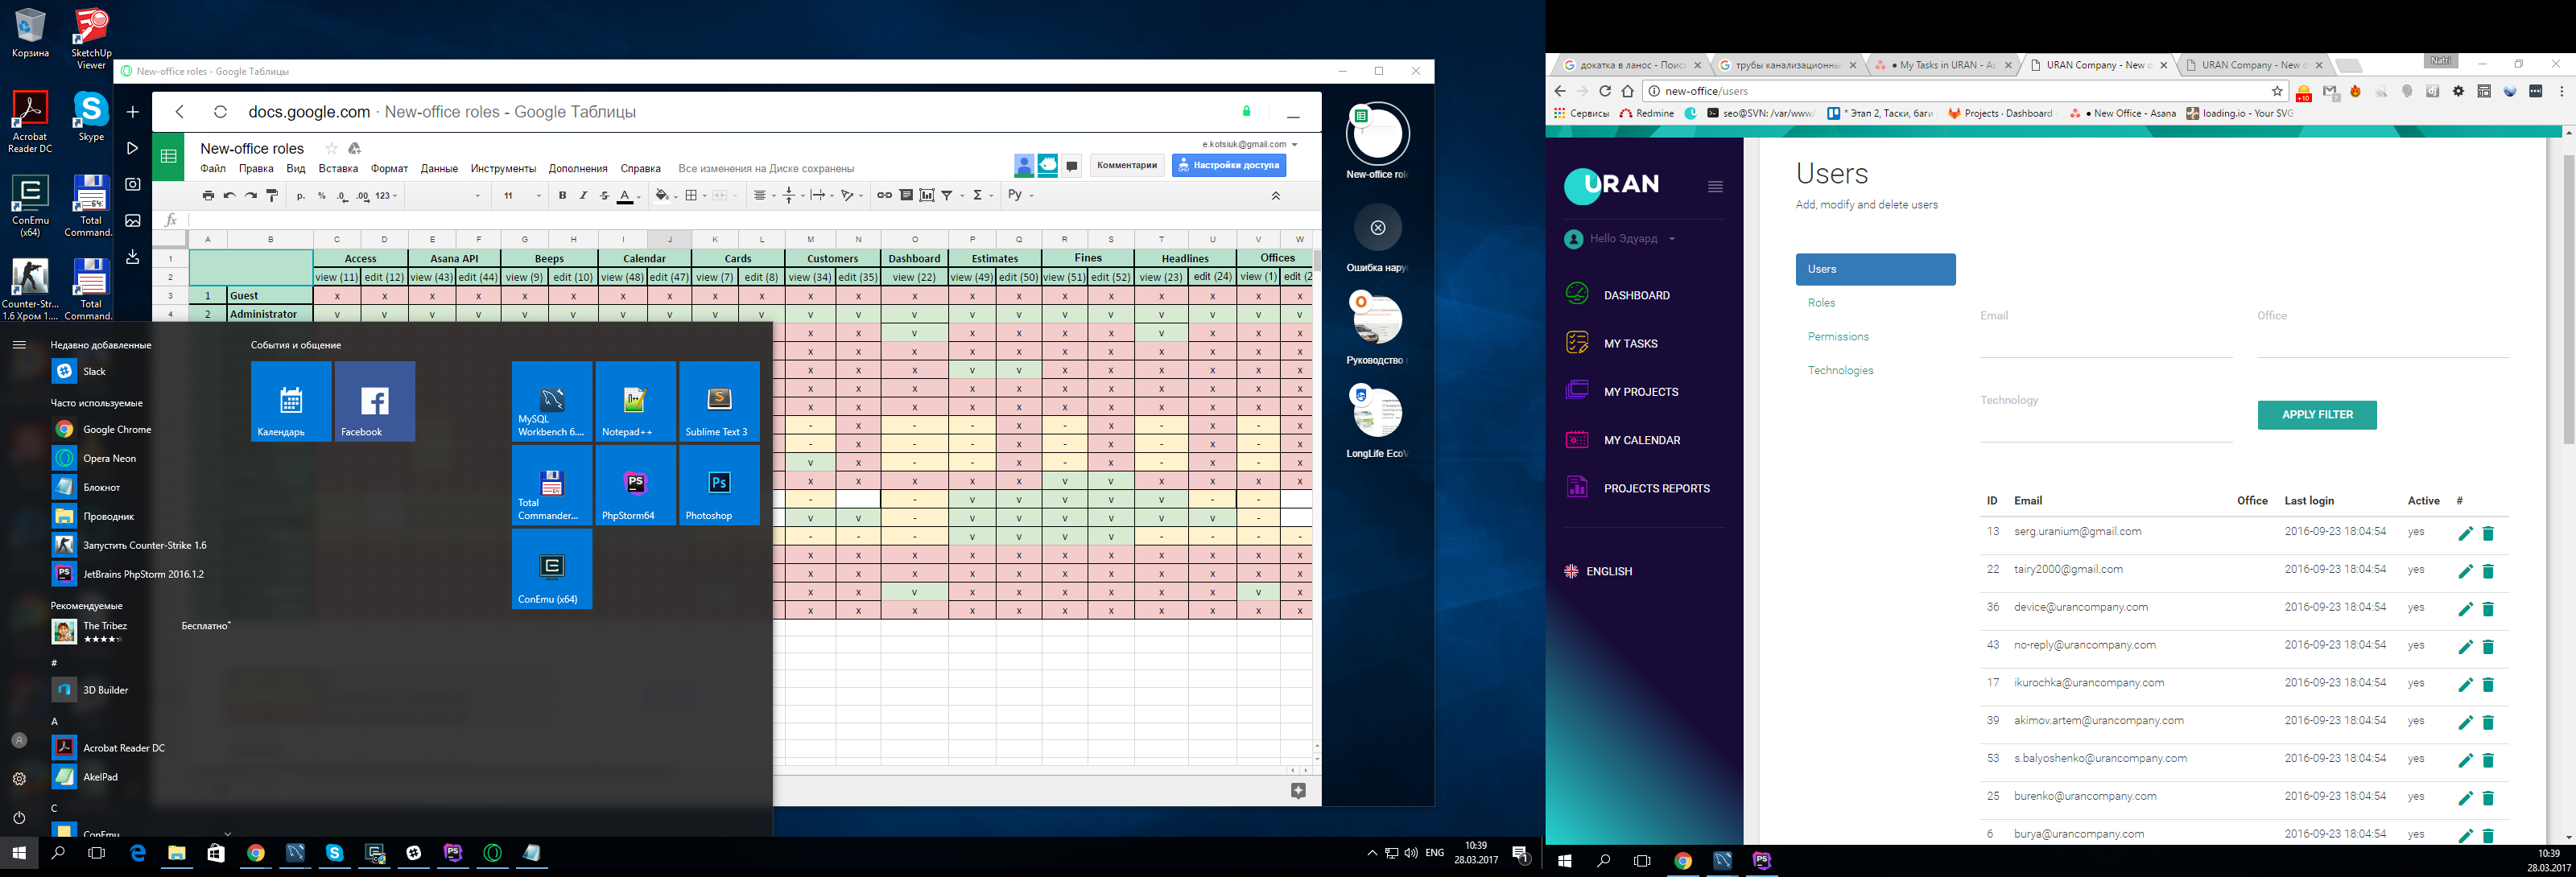 Корзина
SketchUp
Viewer
Acrobat
Reader DC
Skype
ConEmu
(x64)
Total
Command.
Counter-Str...
1.6 Хром 1....
Total
Command.
New-office roles - Google Таблицы
docs.google.com · New-office roles - Google Таблицы
New-office roles
e.kotsiuk@gmail.com
Файл Правка Вид Вставка Формат Данные Инструменты Дополнения Справка Все изменения на Диске сохранены
Комментарии
Настройки доступа
р. % .0 .00 123 11 B I S A Σ Ру
fx
A B C D E F G H I J K L M N O P Q R S T U V W
1 Access Asana API Beeps Calendar Cards Customers Dashboard Estimates Fines Headlines Offices
2 view (11) edit (12) view (43) edit (44) view (9) edit (10) view (48) edit (47) view (7) edit (8) view (34) edit (35) view (22) view (49) edit (50) view (51) edit (52) view (23) edit (24) view (1) edit (2
3 1 Guest x x x x x x x x x x x x x x x x x x x x x
4 2 Administrator v v v v v v v v v v v v v v v v v v v v v
x x v x x x x v x x x
x x x x x x x x x x x
x x x v v x x x x x x
x x x x x x x x x x x
x x x x x x x x x x x
- x - - x - x - x - x
- x - - x - x - x - x
v x - - x - x - x - x
x x x x x v v x x x x
- - v v v v v - -
v v - v v v v v v -
- - - v v v v - - - -
x x x x x x x x x x x
x x x x x x x x x x x
x x v x x x x x x v x
x x x x x x x x x x x
New-office role
Ошибка нару
Руководство
LongLife EcoV
Недавно добавленные
Slack
Часто используемые
Google Chrome
Opera Neon
Блокнот
Проводник
Запустить Counter-Strike 1.6
JetBrains PhpStorm 2016.1.2
Рекомендуемые
The Tribez
Бесплатно*
#
3D Builder
A
Acrobat Reader DC
AkelPad
C
ConEmu
События и общение
Календарь
Facebook
MySQL
Workbench 6....
Notepad++
Sublime Text 3
Total
Commander...
PhpStorm64
Photoshop
ConEmu (x64)
ENG
10:39
28.03.2017
1
докатка в ланос - Поиск
трубы канализационны
● My Tasks in URAN - As
URAN Company - New o
URAN Company - New o
Natri
new-office/users
+10
Сервисы
Redmine
seo@SVN: /var/www/
* Этап 2, Таски, баги
Projects · Dashboard
● New Office - Asana
loading.io - Your SVG
URAN
Hello Эдуард
DASHBOARD
MY TASKS
MY PROJECTS
MY CALENDAR
PROJECTS REPORTS
ENGLISH
Users
Add, modify and delete users
Users
Roles
Permissions
Technologies
Email
Office
Technology
APPLY FILTER
ID Email Office Last login Active #
13 serg.uranium@gmail.com 2016-09-23 18:04:54 yes
22 tairy2000@gmail.com 2016-09-23 18:04:54 yes
36 device@urancompany.com 2016-09-23 18:04:54 yes
43 no-reply@urancompany.com 2016-09-23 18:04:54 yes
17 ikurochka@urancompany.com 2016-09-23 18:04:54 yes
39 akimov.artem@urancompany.com 2016-09-23 18:04:54 yes
53 s.balyoshenko@urancompany.com 2016-09-23 18:04:54 yes
25 burenko@urancompany.com 2016-09-23 18:04:54 yes
6 burya@urancompany.com 2016-09-23 18:04:54 yes
10:39
28.03.2017